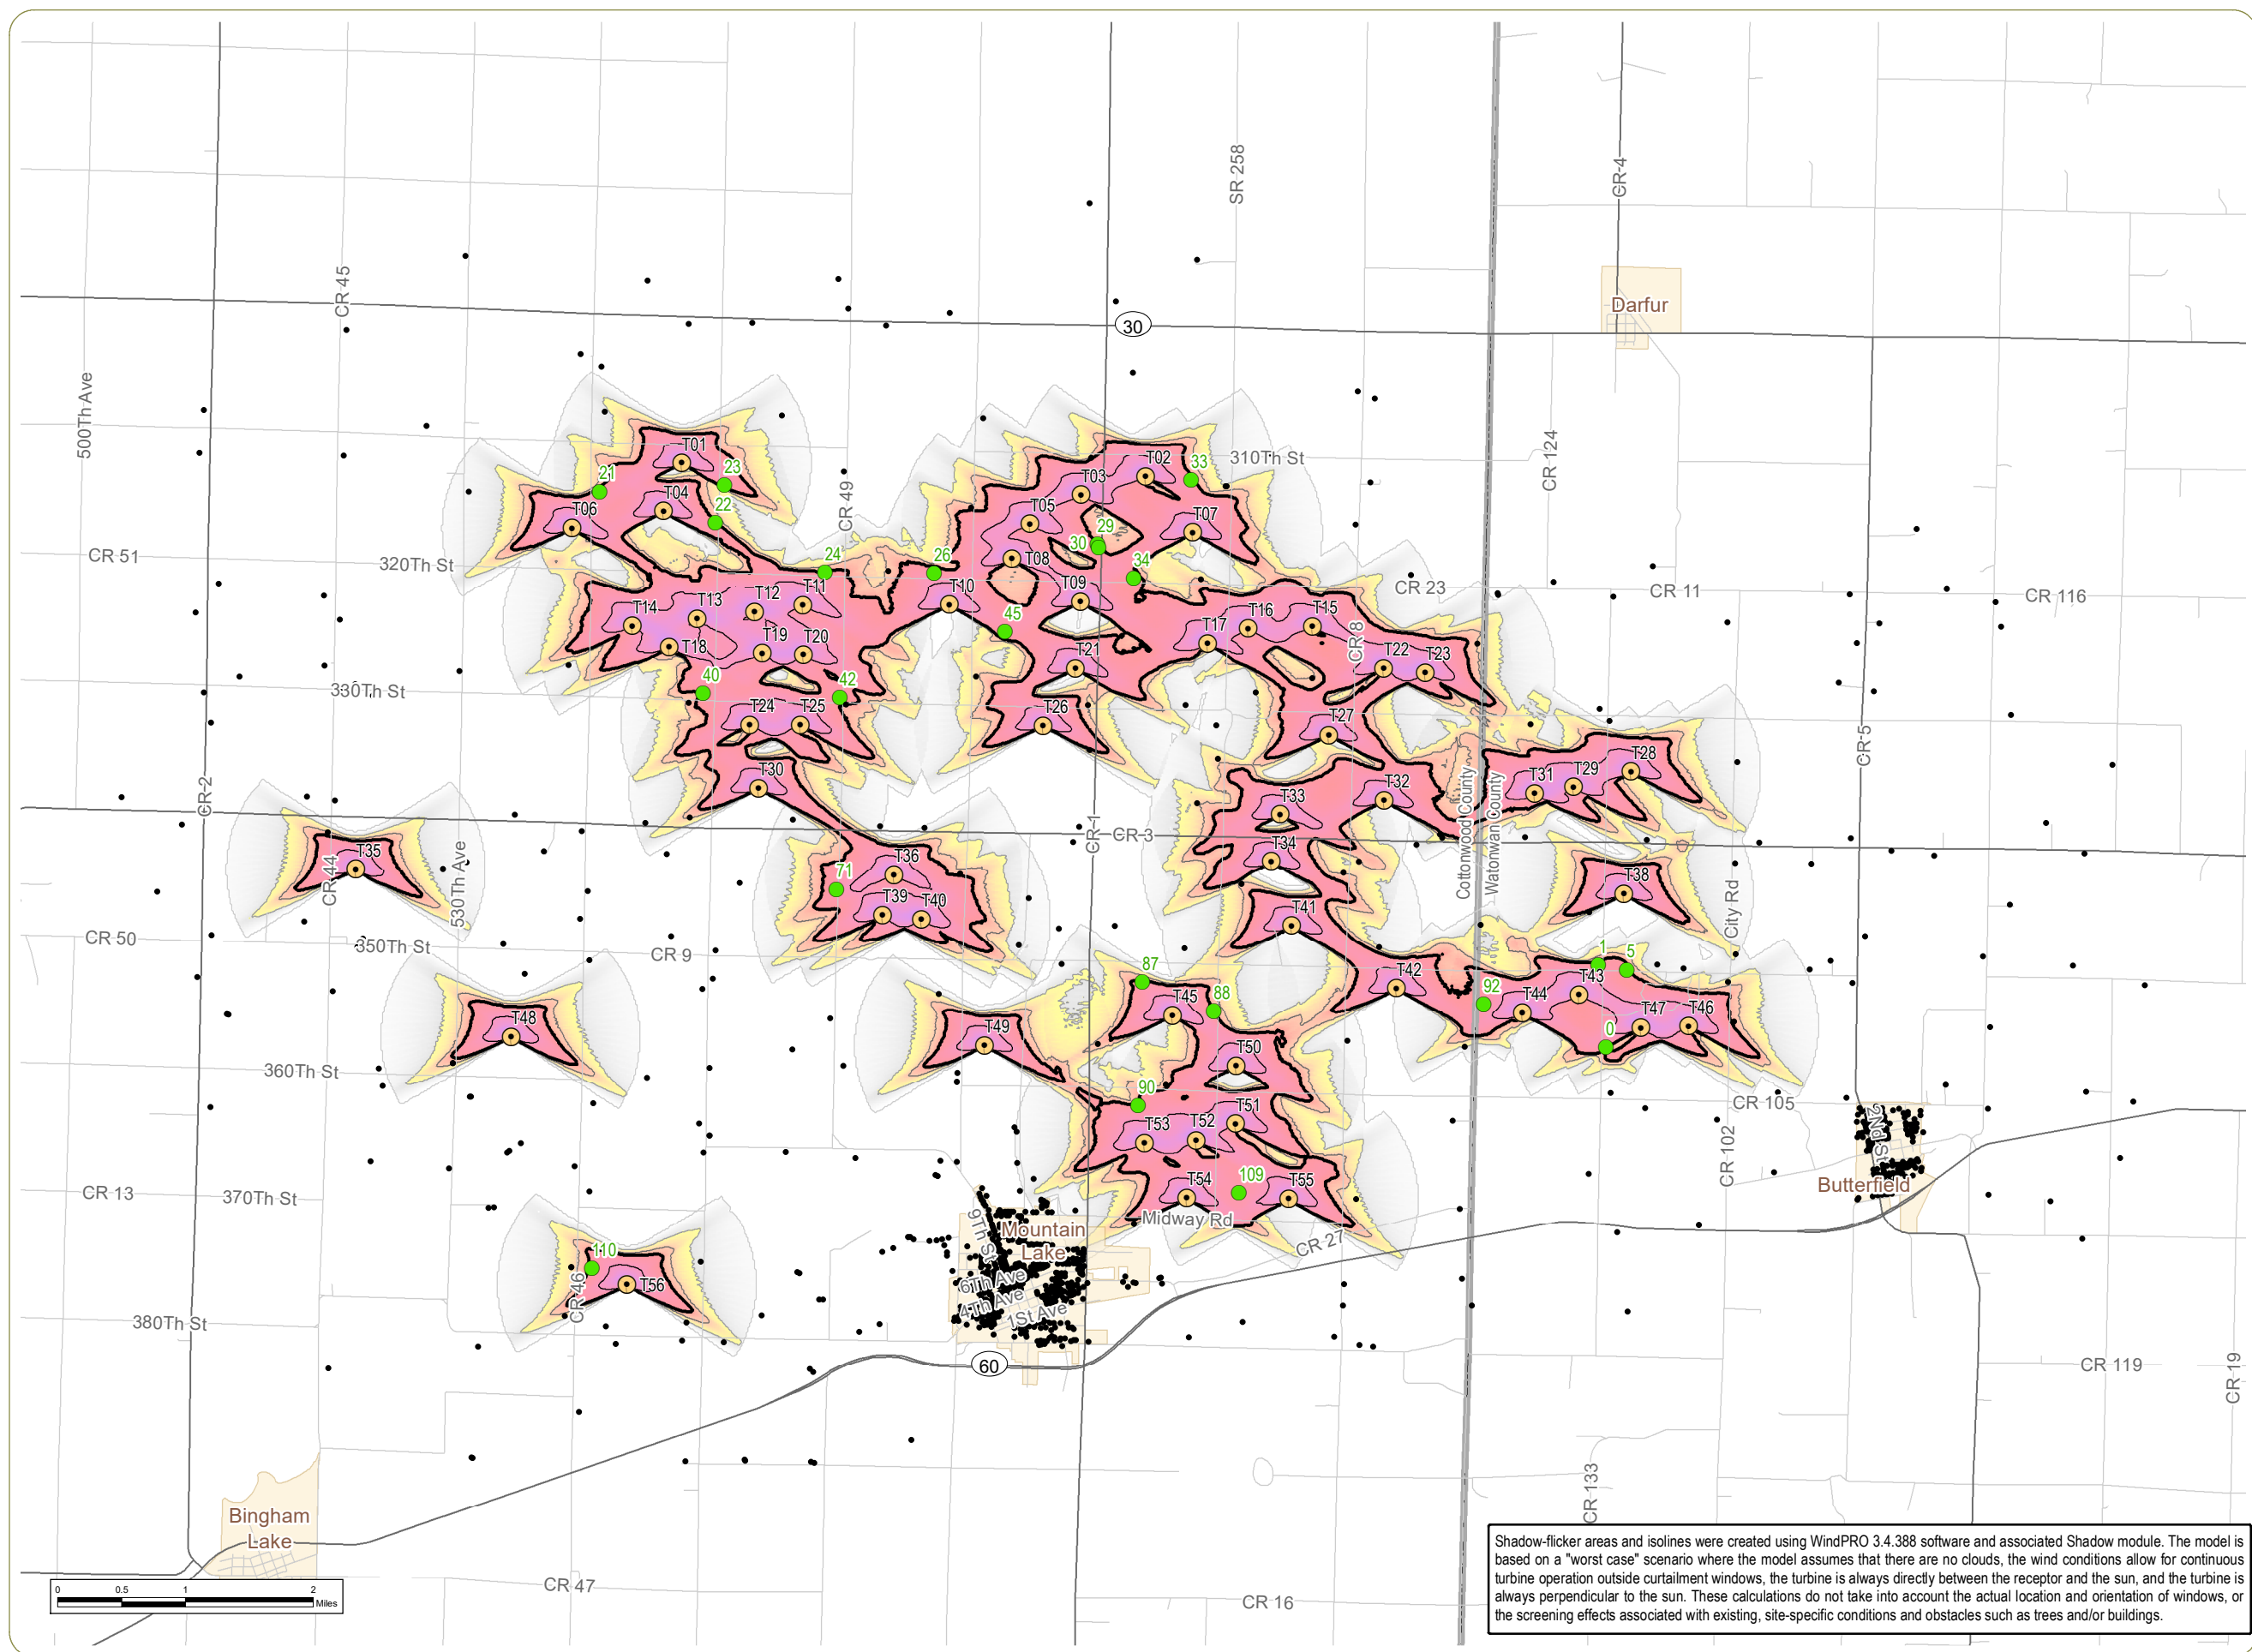 SR 258
CR-4
CR 45
30
Darfur
500Th Ave
T01
21
23
T04
22
T06
CR 49
T02
33
310Th St
CR 124
T03
T05
29
30
T07
T08
34
CR 51
320Th St
24
26
CR 23
CR 11
CR 116
T14
T13
T12
T11
T10
T09
45
T16
T15
T17
CR 8
T18
T19
T20
T21
T22
T23
330Th St
40
42
T24
T25
T26
T27
CR-5
CR-2
T30
T28
T29
T31
T32
T33
CR-1
CR-3
Cottonwood County
Watonwan County
T35
CR 44
530Th Ave
T36
71
T39
T40
T34
T38
City Rd
T41
CR 50
350Th St
CR 9
87
T45
88
T42
92
1
5
T43
T44
T47
T46
0
T48
T49
T50
360Th St
90
T53
T52
T51
CR 105
CR 102
2Nd St
Butterfield
CR 13
370Th St
109
T54
T55
Midway Rd
CR 27
9Th St
Mountain
Lake
6Th Ave
4Th Ave
1St Ave
110
T56
CR 46
380Th St
60
CR 119
CR 19
CR 133
Bingham
Lake
CR 47
CR 16
0 0.5 1 2
Miles
Shadow-flicker areas and isolines were created using WindPRO 3.4.388 software and associated Shadow module. The model is
based on a "worst case" scenario where the model assumes that there are no clouds, the wind conditions allow for continuous
turbine operation outside curtailment windows, the turbine is always directly between the receptor and the sun, and the turbine is
always perpendicular to the sun. These calculations do not take into account the actual location and orientation of windows, or
the screening effects associated with existing, site-specific conditions and obstacles such as trees and/or buildings.